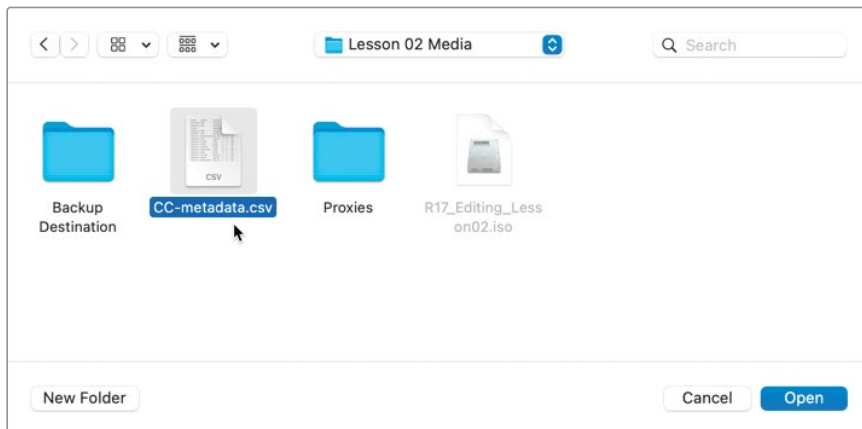 Lesson 02 Media
Search
CSV
Backup
Destination
CC-metadata.csv
Proxies
R17_Editing_Less
on02.iso
New Folder
Cancel
Open